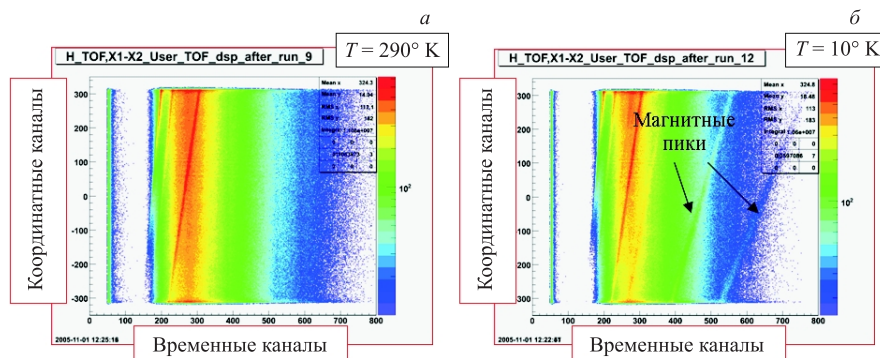 а
H_TOF,X1-X2_User_TOF_dsp_after_run_9
T = 290° K
Координатные каналы
300
200
100
0
-100
-200
-300
0 100 200 300 400 500 600 700 800
Mean x 324.3
RMS x
10²
2005-11-01 12:25:16
Временные каналы
б
H_TOF,X1-X2_User_TOF_dsp_after_run_12
T = 10° K
Координатные каналы
300
200
100
0
-100
-200
-300
0 100 200 300 400 500 600 700 800
Mean x 324.8
RMS x 113
RMS y 183
Магнитные
пики
10²
Временные каналы